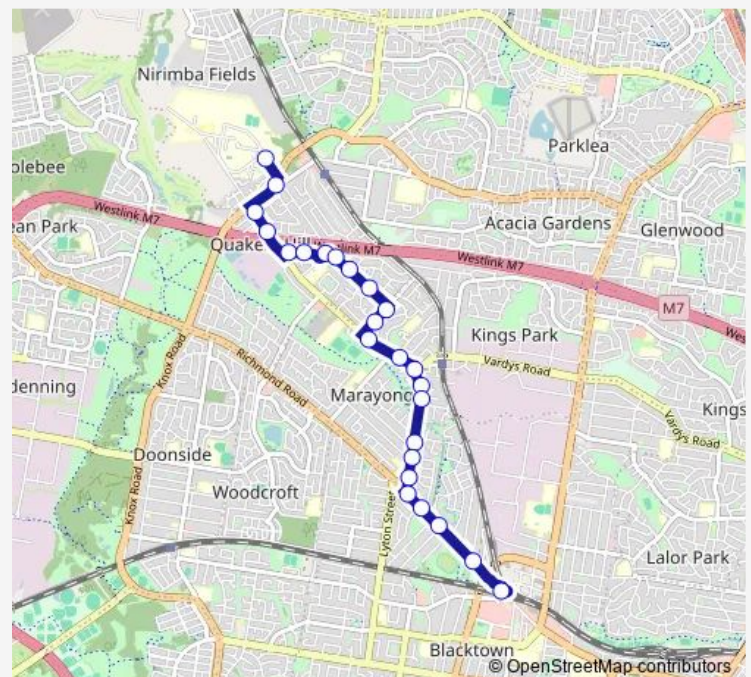 Nirimba Fields
Parklea
olebee
Acacia Gardens
Glenwood
Westlink M7
ean Park
Quake
Westlink M7
Westlink M7
M7
Wes
Kings Park
Vardys Road
Knox Road
Richmond Road
denning
Marayong
Kings
Vardys Road
Doonside
Woodcroft
Knox Road
Lyton Street
Lalor Park
Blacktown
© OpenStreetMap contributors